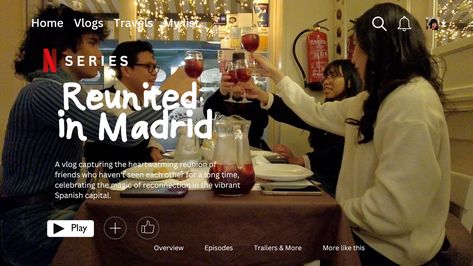 Home Vlogs Travels My list
N SERIES
Reunited
in Madrid
A vlog capturing the heartwarming reunion of
friends who haven't seen each other for a long time,
celebrating the magic of reconnection in the vibrant
Spanish capital.
Play
Overview Episodes Trailers & More More like this